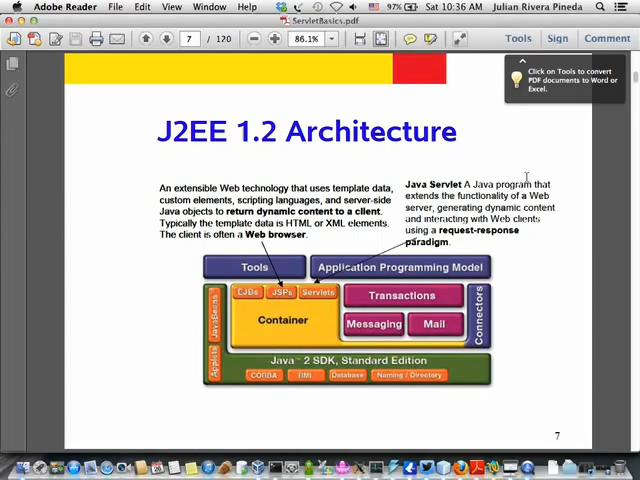 Adobe Reader File Edit View Window Help 97% Sat 10:36 AM Julian Rivera Pineda
ServletBasics.pdf
7 / 120 86.1% Tools Sign Comment
Click on Tools to convert
PDF documents to Word or
Excel.
J2EE 1.2 Architecture
An extensible Web technology that uses template data,
custom elements, scripting languages, and server-side
Java objects to return dynamic content to a client.
Typically the template data is HTML or XML elements.
The client is often a Web browser.
Java Servlet A Java program that
extends the functionality of a Web
server, generating dynamic content
and interacting with Web clients
using a request-response
paradigm.
Tools
Application Programming Model
JavaBeans
EJBs JSPs Servlets
Container
Transactions
Messaging Mail
Connectors
Applets
Java 2 SDK, Standard Edition
CORBA RMI Database Naming / Directory
7